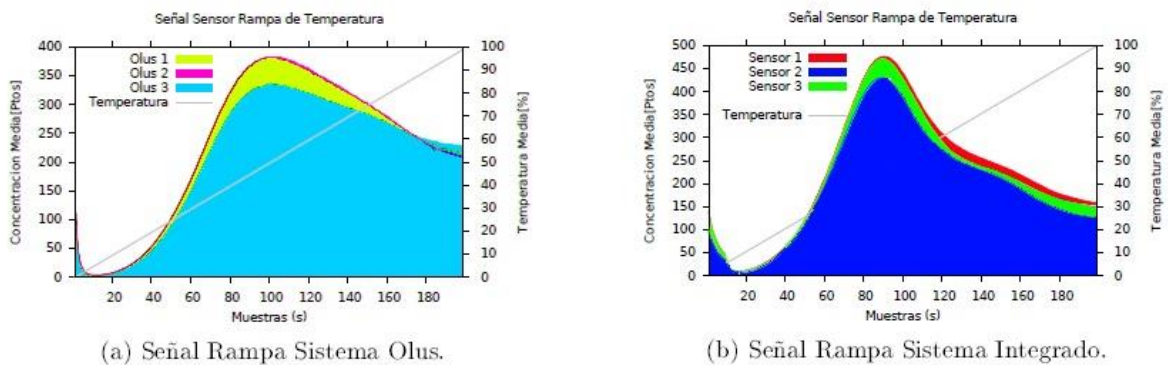 Señal Sensor Rampa de Temperatura
Concentracion Media[Ptos]
400
350
300
250
200
150
100
50
0
Olus 1
Olus 2
Olus 3
Temperatura
100
90
80
70
60
50
40
30
20
10
0
Temperatura Media[%]
20 40 60 80 100 120 140 160 180
Muestras (s)
(a) Señal Rampa Sistema Olus.
Señal Sensor Rampa de Temperatura
Concentracion Media[Ptos]
500
450
400
350
300
250
200
150
100
50
0
Sensor 1
Sensor 2
Sensor 3
Temperatura
100
90
80
70
60
50
40
30
20
10
0
Temperatura Media[%]
20 40 60 80 100 120 140 160 180
Muestras (s)
(b) Señal Rampa Sistema Integrado.